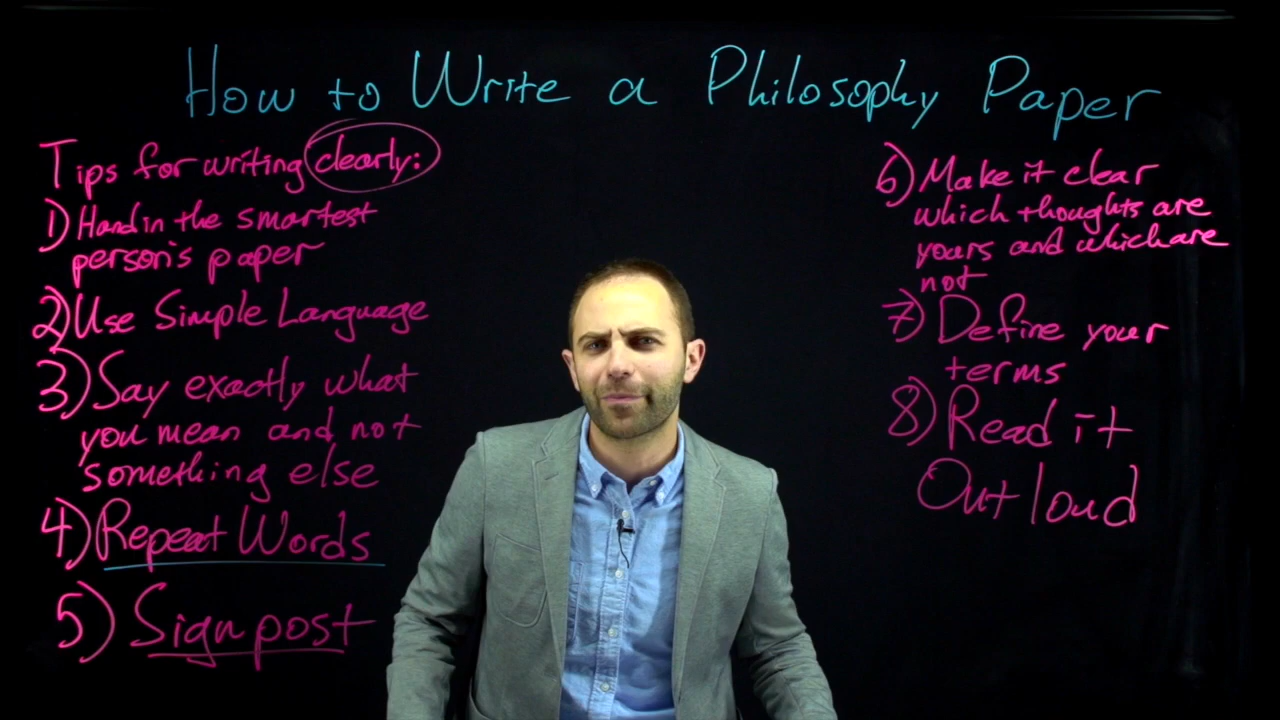 How to Write a Philosophy Paper
Tips for writing clearly:
1) Hand in the smartest
person's paper
2) Use Simple Language
3) Say exactly what
you mean and not
something else
4) Repeat Words
5) Signpost
6) Make it clear
which thoughts are
yours and which are
not
7) Define your
terms
8) Read it
Out loud